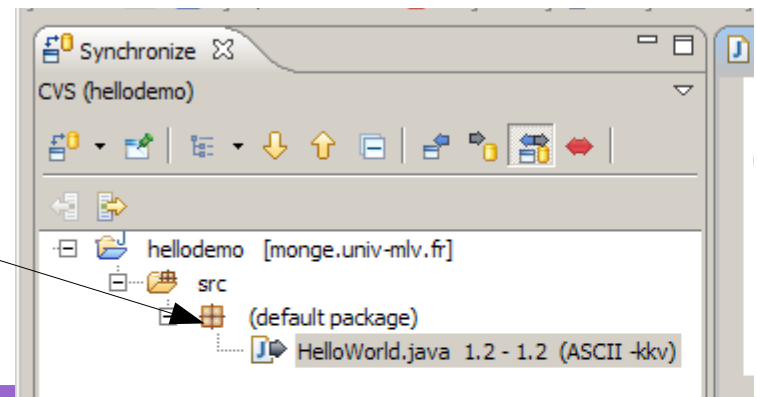 Synchronize
CVS (hellodemo)
hellodemo [monge.univ-mlv.fr]
src
(default package)
HelloWorld.java 1.2 - 1.2 (ASCII -kkv)